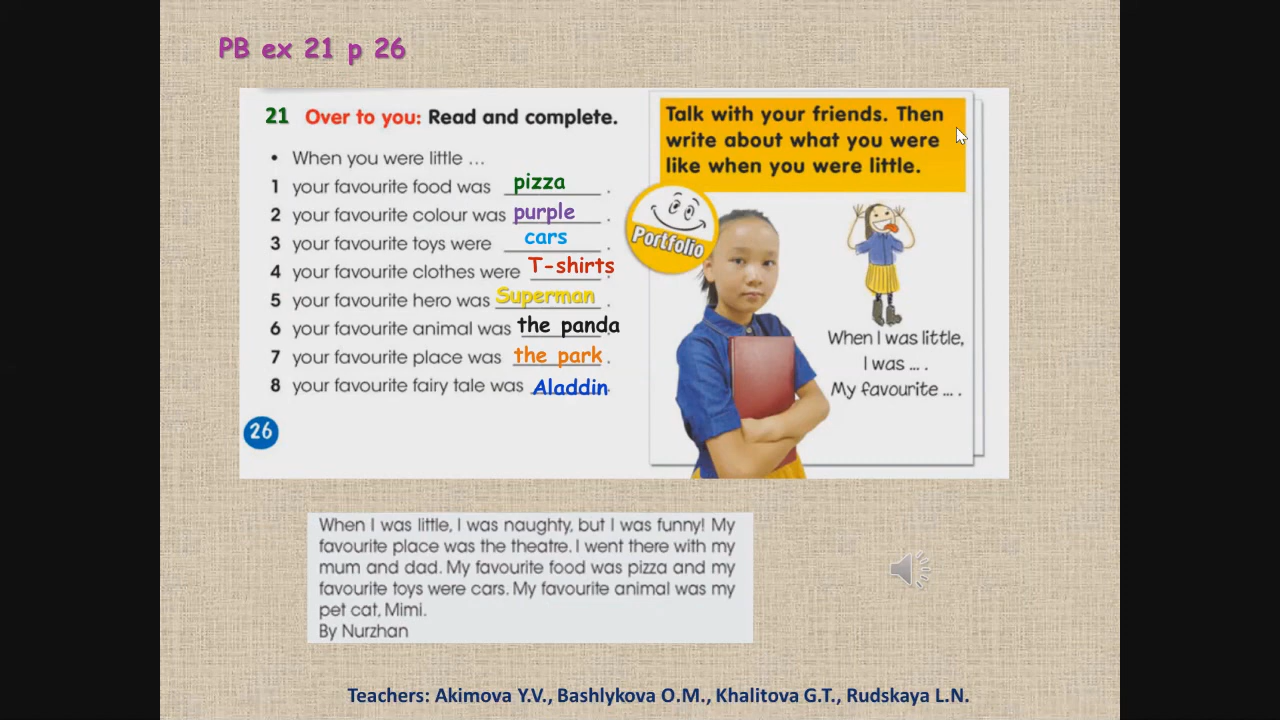 PB ex 21 p 26
21 Over to you: Read and complete.
• When you were little ...
1 your favourite food was pizza.
2 your favourite colour was purple.
3 your favourite toys were cars.
4 your favourite clothes were T-shirts.
5 your favourite hero was Superman.
6 your favourite animal was the panda.
7 your favourite place was the park.
8 your favourite fairy tale was Aladdin.
26
Talk with your friends. Then
write about what you were
like when you were little.
Portfolio
When I was little,
I was ... .
My favourite ... .
When I was little, I was naughty, but I was funny! My
favourite place was the theatre. I went there with my
mum and dad. My favourite food was pizza and my
favourite toys were cars. My favourite animal was my
pet cat, Mimi.
By Nurzhan
Teachers: Akimova Y.V., Bashlykova O.M., Khalitova G.T., Rudskaya L.N.